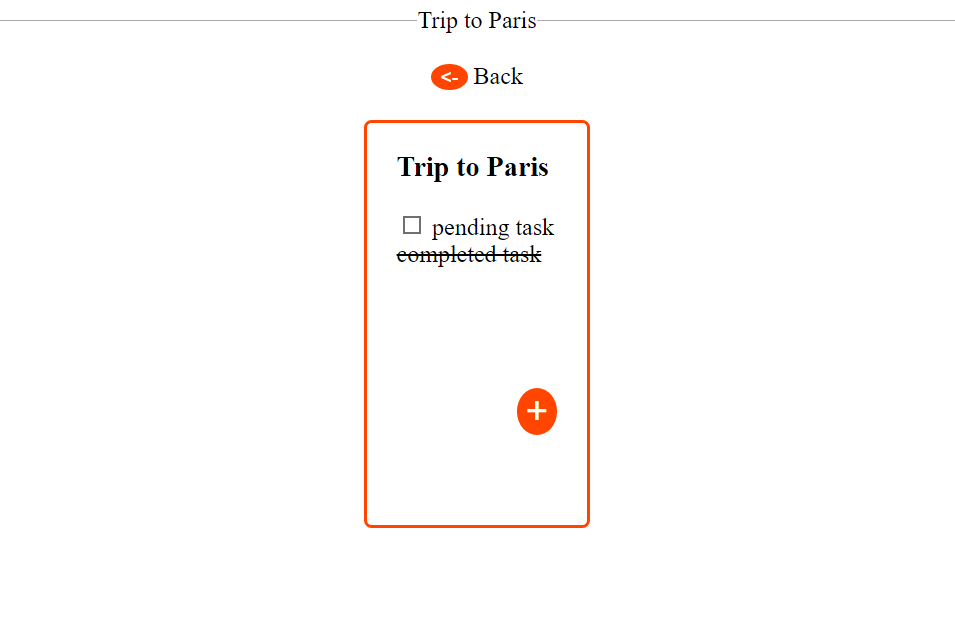 Trip to Paris
<- Back
Trip to Paris
pending task
completed task
+